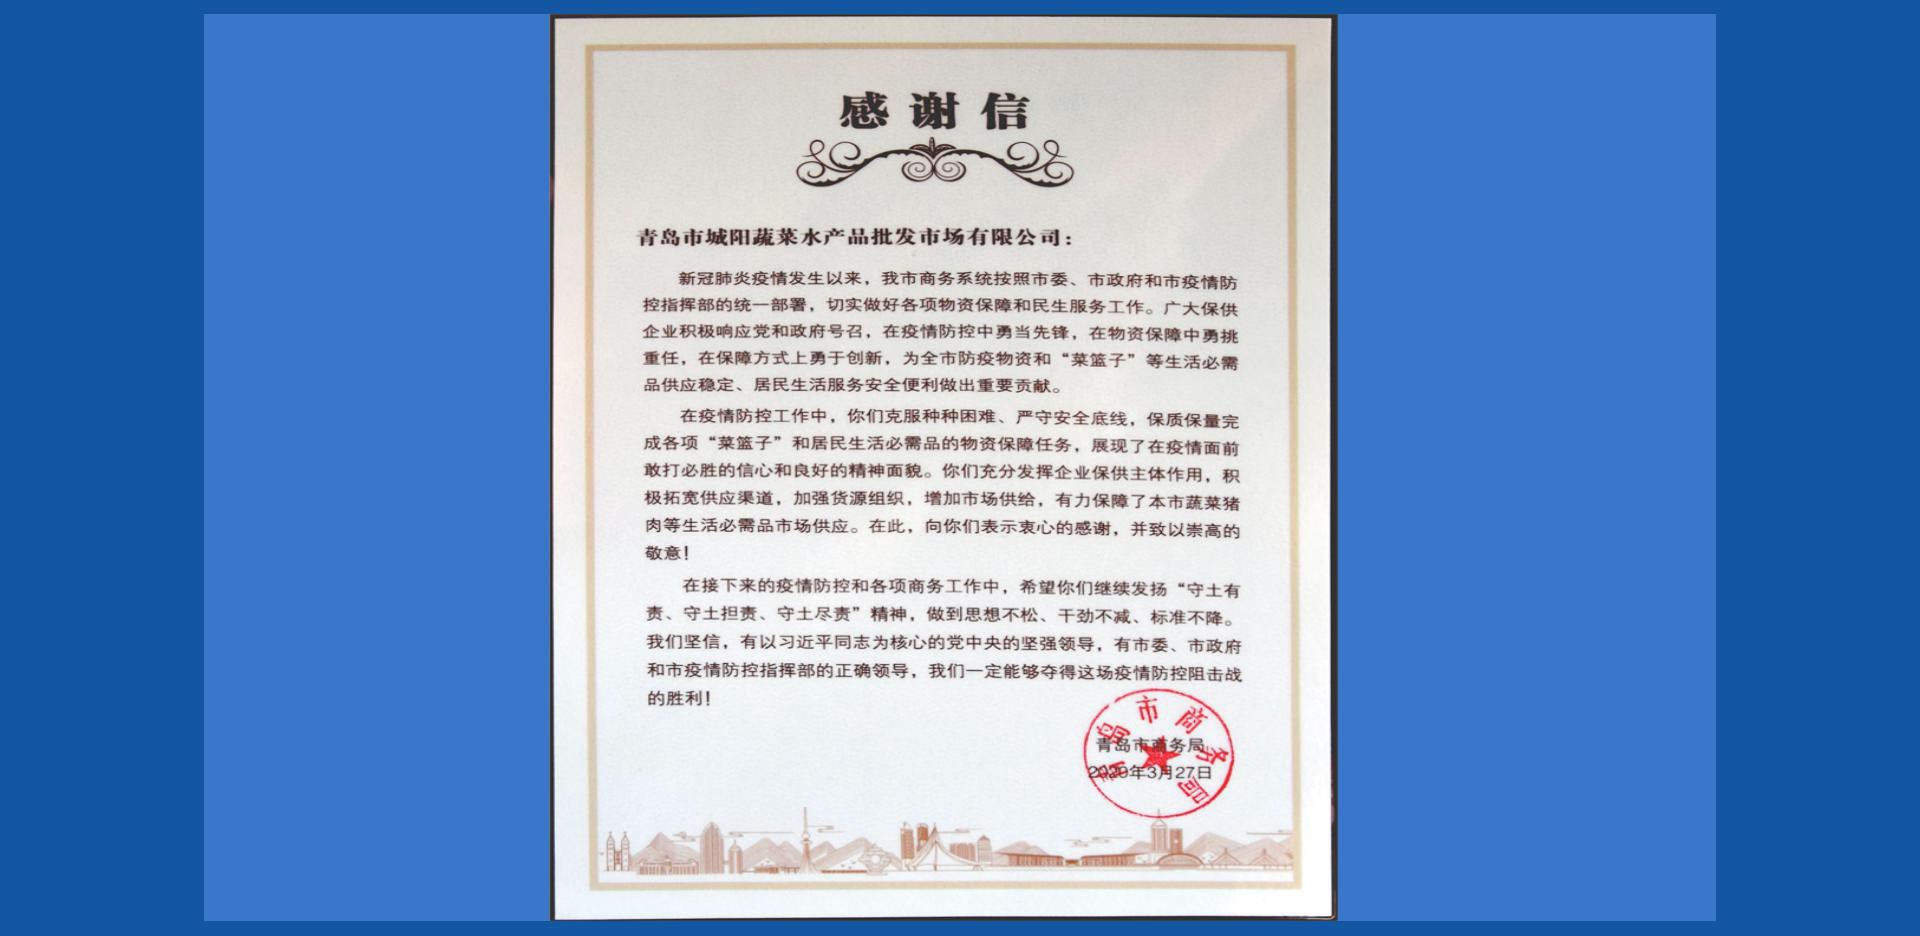 感谢信
青岛市城阳蔬菜水产品批发市场有限公司：
新冠肺炎疫情发生以来，我市商务系统按照市委、市政府和市疫情防
控指挥部的统一部署，切实做好各项物资保障和民生服务工作。广大保供
企业积极响应党和政府号召，在疫情防控中勇当先锋，在物资保障中勇挑
重任，在保障方式上勇于创新，为全市防疫物资和“菜篮子”等生活必需
品供应稳定、居民生活服务安全便利做出重要贡献。
在疫情防控工作中，你们克服种种困难、严守安全底线，保质保量完
成各项“菜篮子”和居民生活必需品的物资保障任务，展现了在疫情面前
敢打必胜的信心和良好的精神面貌。你们充分发挥企业保供主体作用，积
极拓宽供应渠道，加强货源组织，增加市场供给，有力保障了本市蔬菜猪
肉等生活必需品市场供应。在此，向你们表示衷心的感谢，并致以崇高的
敬意！
在接下来的疫情防控和各项商务工作中，希望你们继续发扬“守土有
责、守土担责、守土尽责”精神，做到思想不松、干劲不减、标准不降。
我们坚信，有以习近平同志为核心的党中央的坚强领导，有市委、市政府
和市疫情防控指挥部的正确领导，我们一定能够夺得这场疫情防控阻击战
的胜利！
青岛市商务局
2020年3月27日
青岛市商务局